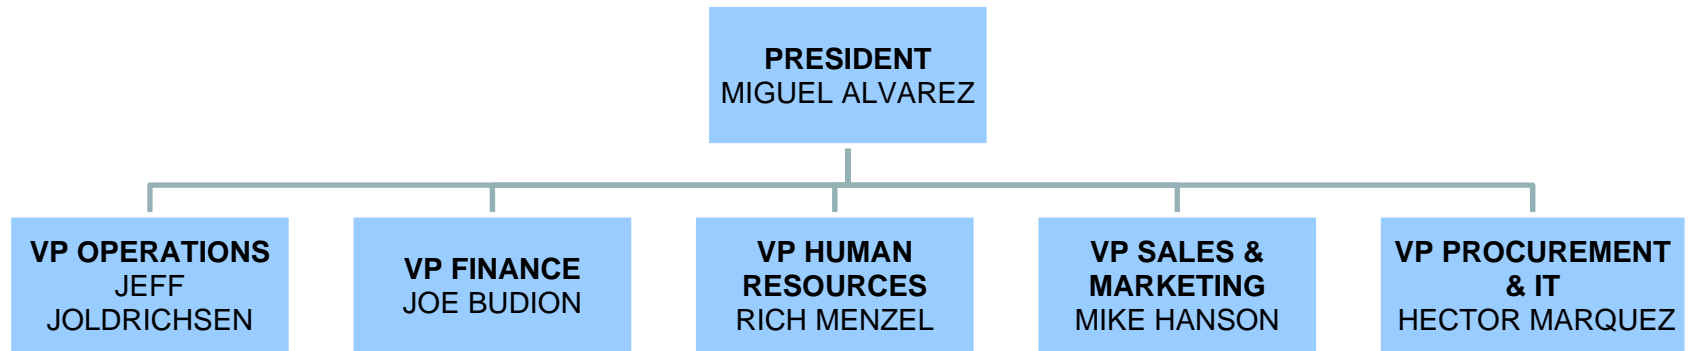 PRESIDENT
MIGUEL ALVAREZ
VP OPERATIONS
JEFF
JOLDRICHSEN
VP FINANCE
JOE BUDION
VP HUMAN
RESOURCES
RICH MENZEL
VP SALES &
MARKETING
MIKE HANSON
VP PROCUREMENT
& IT
HECTOR MARQUEZ